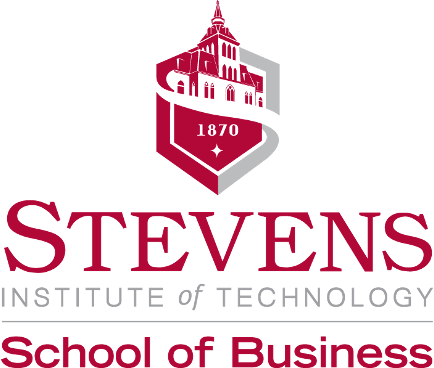 1870
STEVENS
INSTITUTE of TECHNOLOGY
School of Business